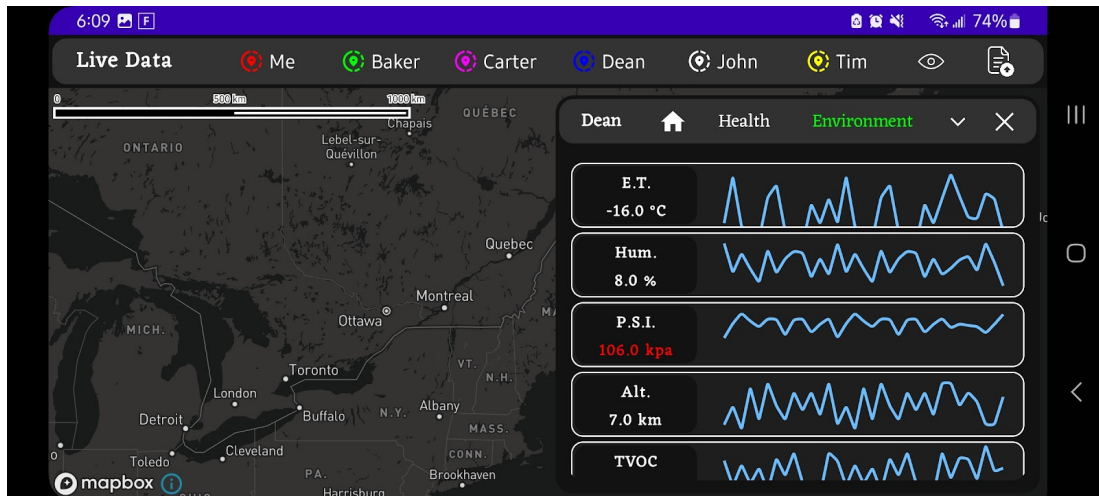 6:09 F 74%
Live Data Me Baker Carter Dean John Tim
0 500 km 1000 km
QUÉBEC
Chapais
Lebel-sur-
Quévillon
ONTARIO
Quebec
Montreal
Ottawa
MICH.
VT.
Toronto
N.H.
London
Albany
Detroit
Buffalo
N.Y.
MASS.
Cleveland
CONN.
Toledo
PA.
Brookhaven
Harrisburg
mapbox i
Dean Health Environment
E.T.
-16.0 °C
Hum.
8.0 %
P.S.I.
106.0 kpa
Alt.
7.0 km
TVOC